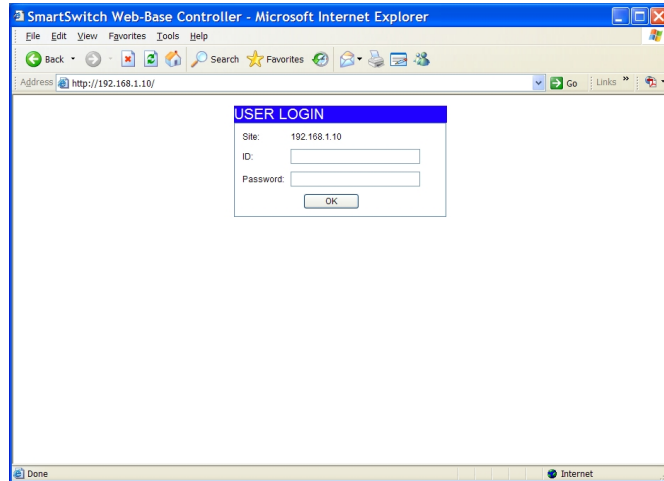 SmartSwitch Web-Base Controller - Microsoft Internet Explorer
File Edit View Favorites Tools Help
Back Search Favorites
Address http://192.168.1.10/ Go Links »
USER LOGIN
Site: 192.168.1.10
ID:
Password:
OK
Done Internet